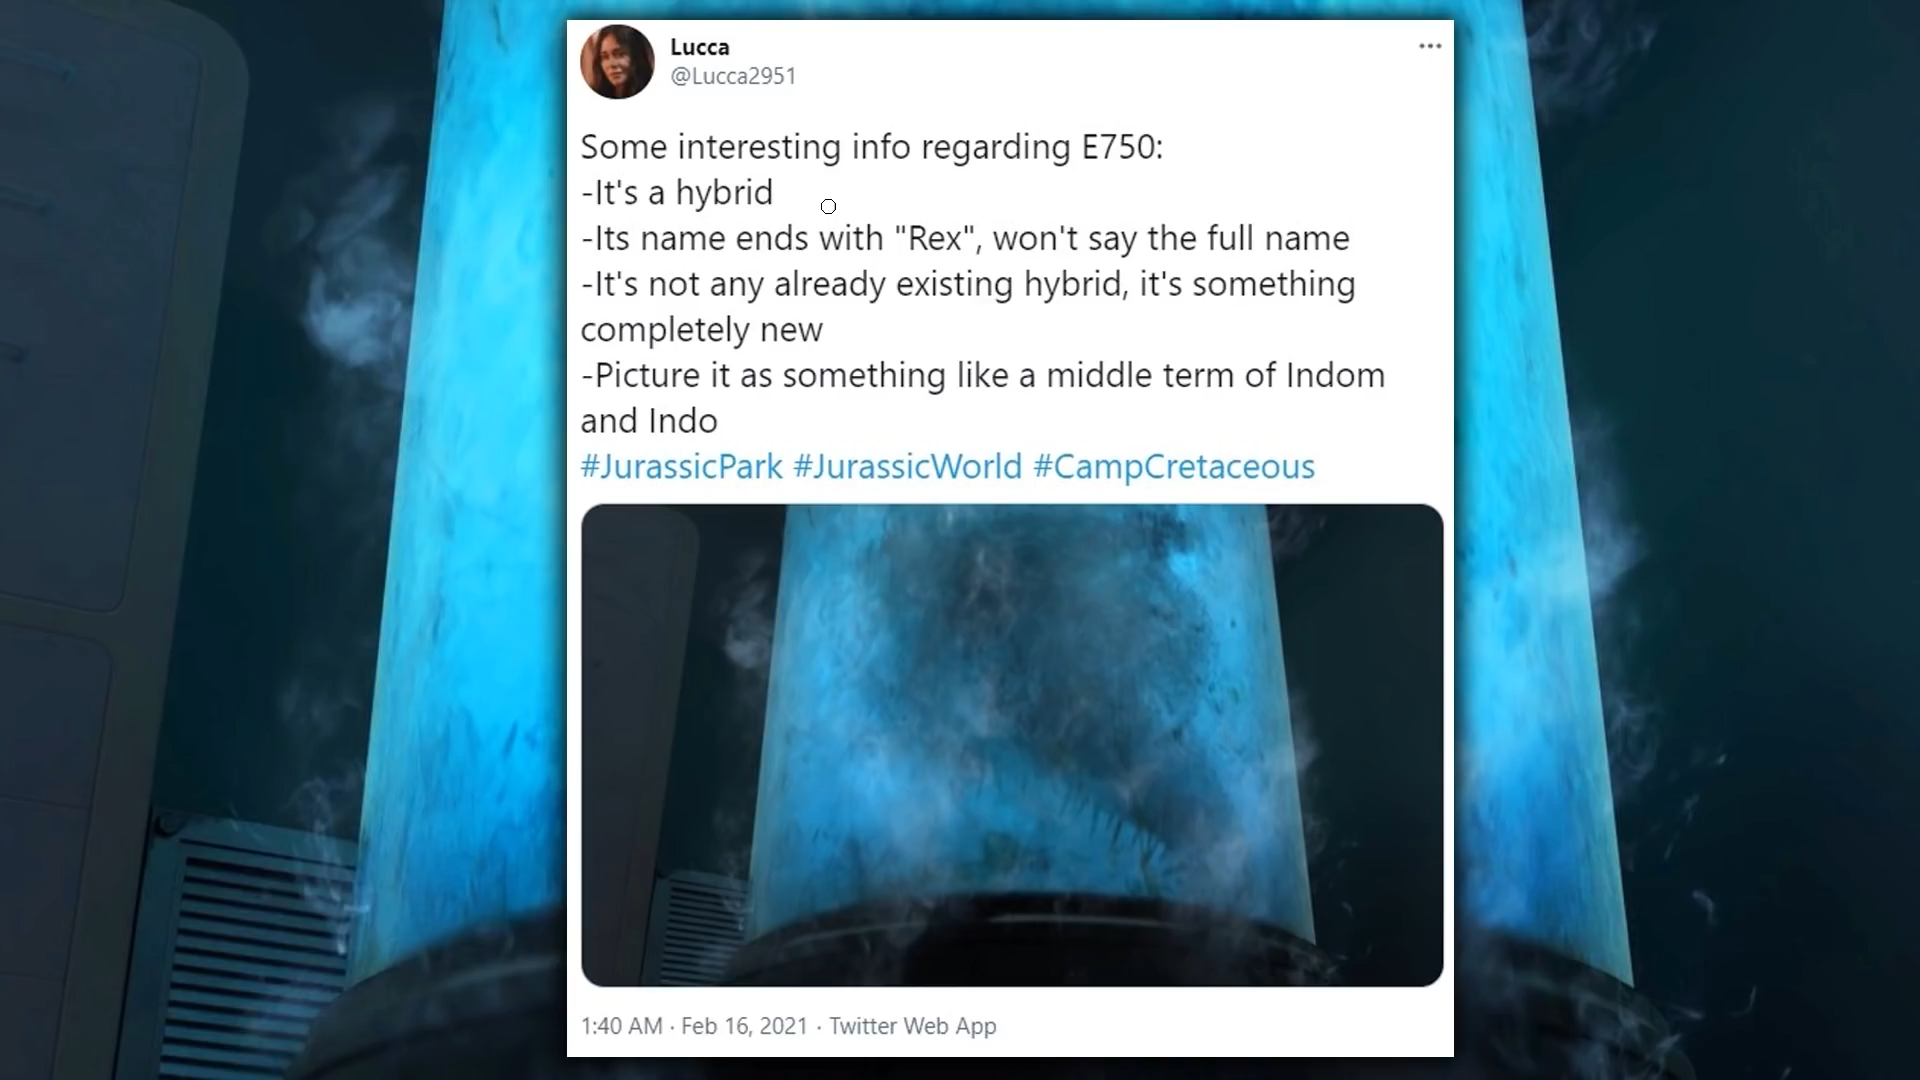 Lucca
@Lucca2951
Some interesting info regarding E750:
-It's a hybrid
-Its name ends with "Rex", won't say the full name
-It's not any already existing hybrid, it's something
completely new
-Picture it as something like a middle term of Indom
and Indo
#JurassicPark #JurassicWorld #CampCretaceous
1:40 AM · Feb 16, 2021 · Twitter Web App